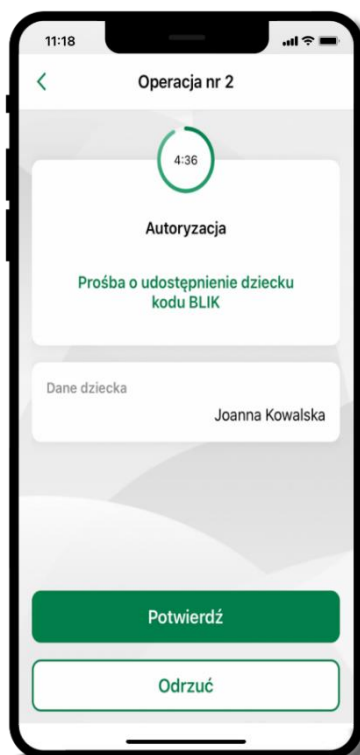 11:18
Operacja nr 2
4:36
Autoryzacja
Prośba o udostępnienie dziecku
kodu BLIK
Dane dziecka
Joanna Kowalska
Potwierdź
Odrzuć